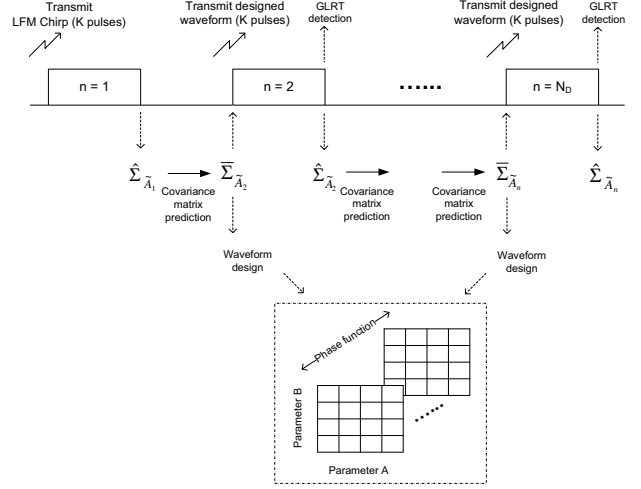 Transmit
LFM Chirp (K pulses)
Transmit designed
waveform (K pulses)
GLRT
detection
Transmit designed
waveform (K pulses)
GLRT
detection
n = 1
n = 2
......
n = N_D
Σ̂_Ã₁
Covariance
matrix
prediction
Σ̅_Ã₂
Σ̂_Ã₂
Covariance
matrix
prediction
Covariance
matrix
prediction
Σ̅_Ãₙ
Σ̂_Ãₙ
Waveform
design
Waveform
design
Phase function
Parameter B
Parameter A